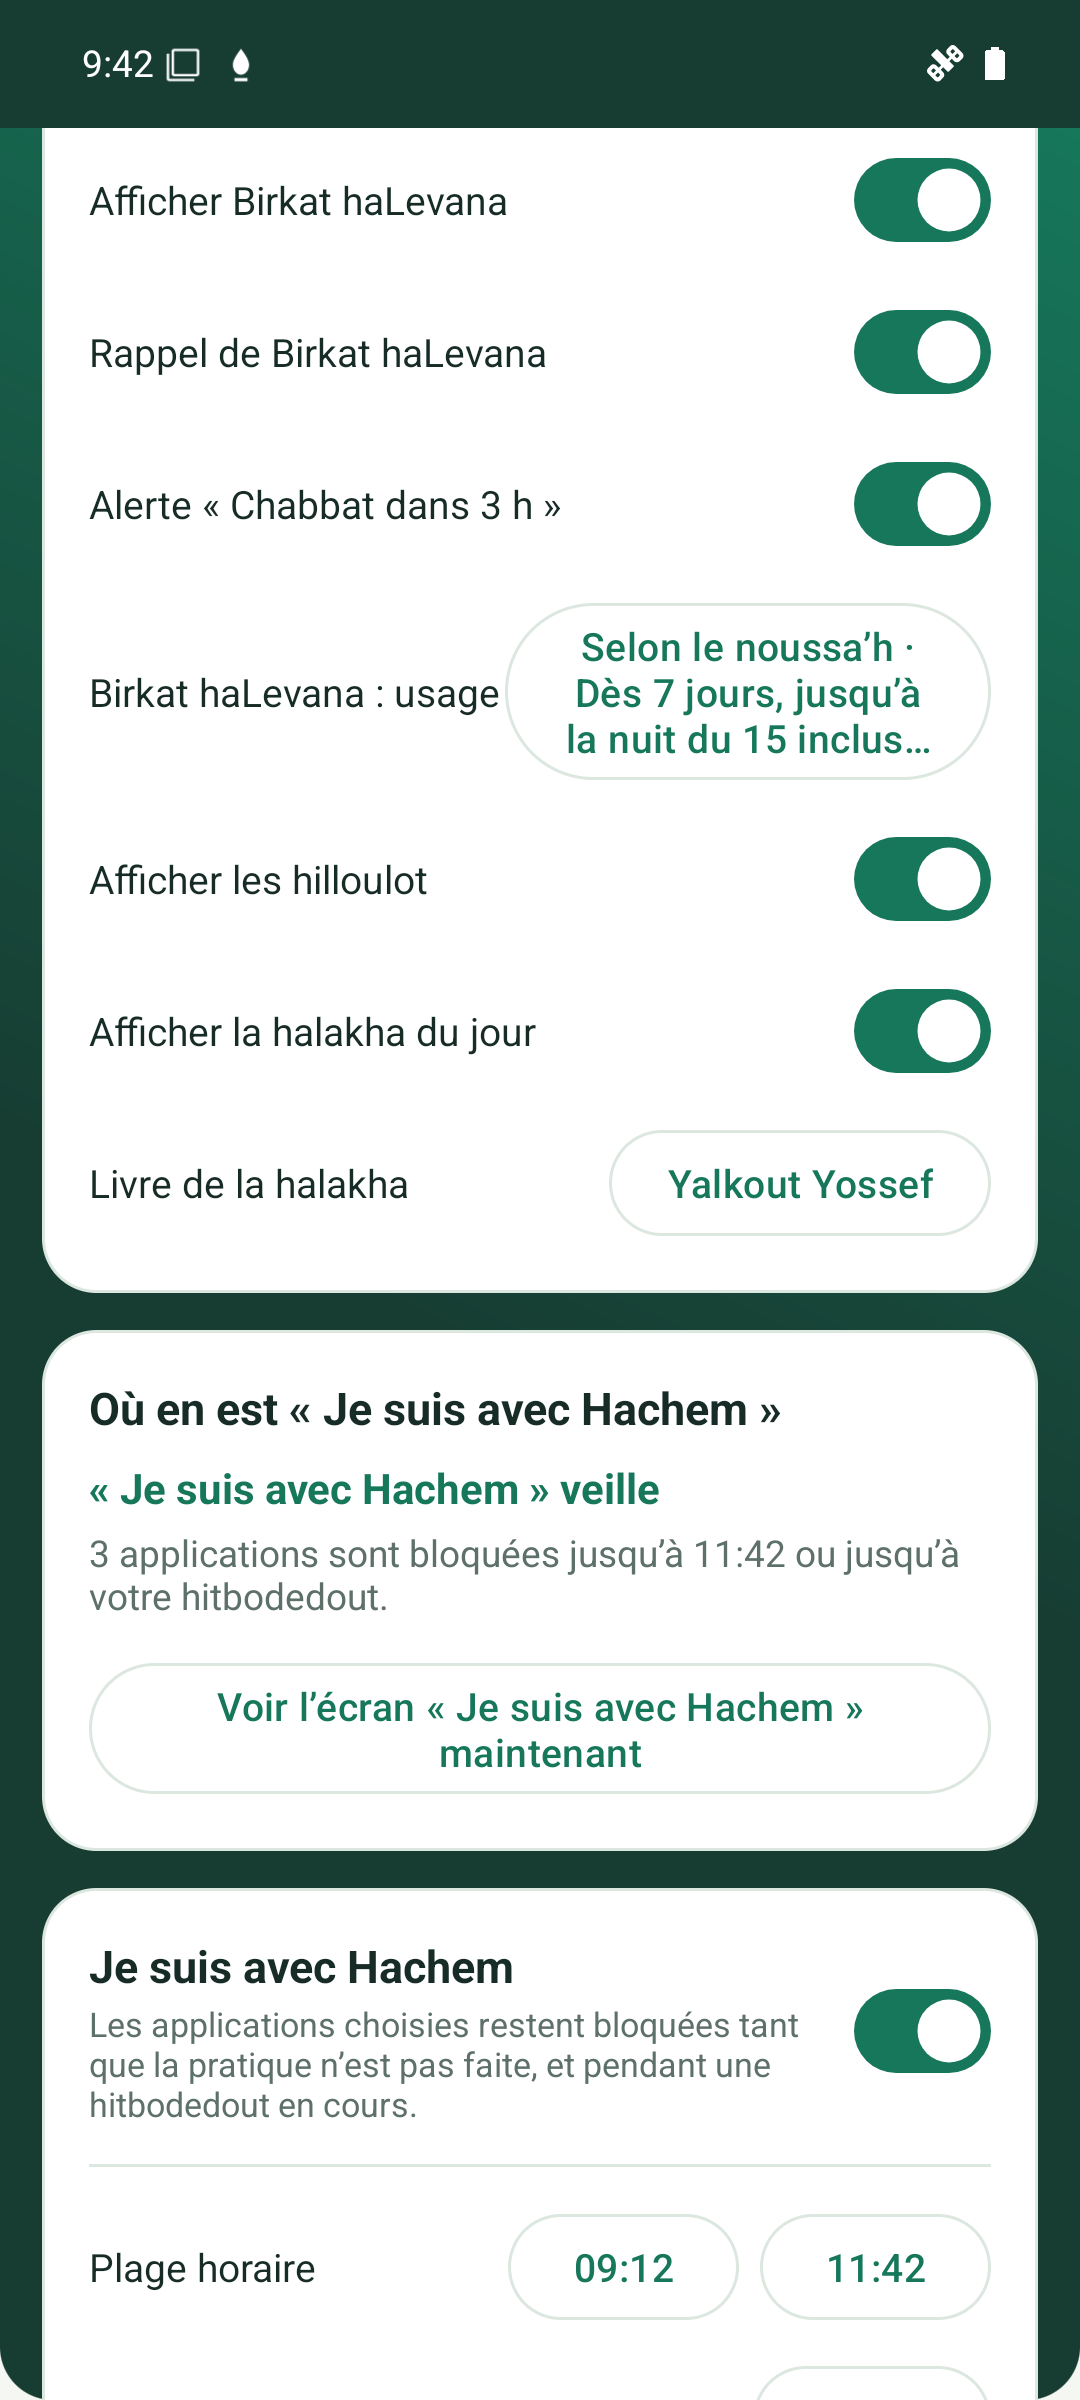 9:42
Afficher Birkat haLevana
Rappel de Birkat haLevana
Alerte « Chabbat dans 3 h »
Birkat haLevana : usage
Selon le noussa’h ·
Dès 7 jours, jusqu’à
la nuit du 15 inclus…
Afficher les hilloulot
Afficher la halakha du jour
Livre de la halakha
Yalkout Yossef
Où en est « Je suis avec Hachem »
« Je suis avec Hachem » veille
3 applications sont bloquées jusqu’à 11:42 ou jusqu’à
votre hitbodedout.
Voir l’écran « Je suis avec Hachem »
maintenant
Je suis avec Hachem
Les applications choisies restent bloquées tant
que la pratique n’est pas faite, et pendant une
hitbodedout en cours.
Plage horaire
09:12
11:42